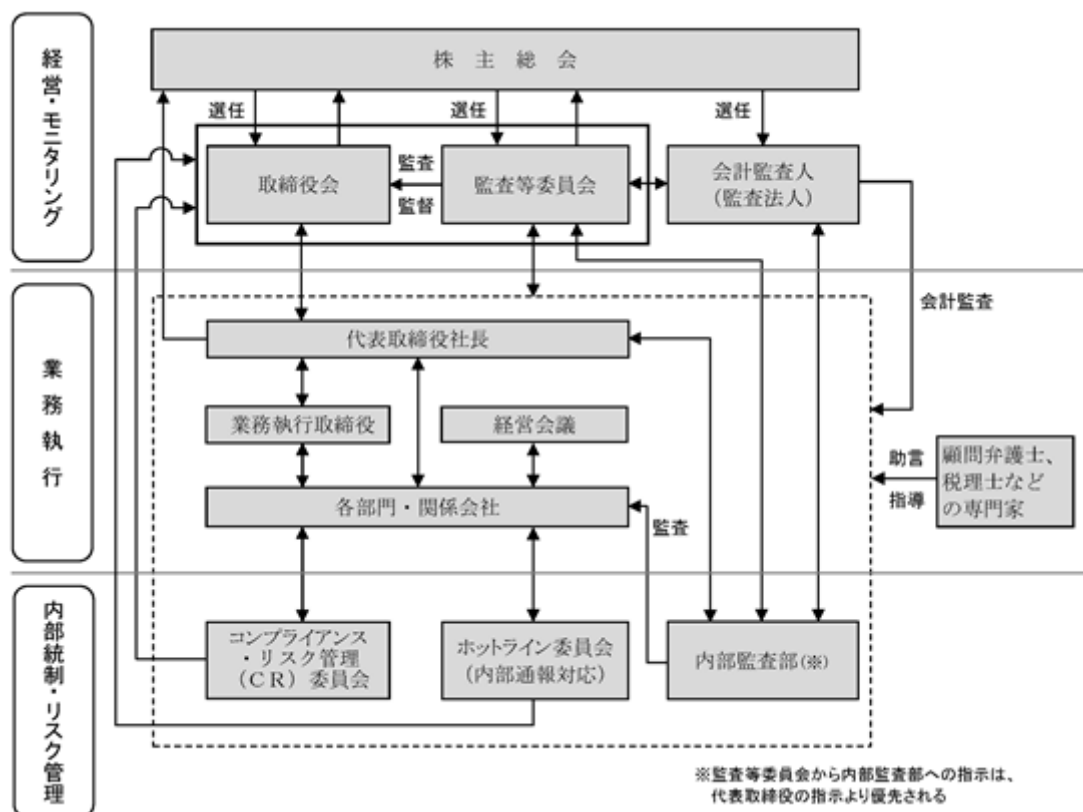 経営・モニタリング
株主総会
選任
選任
選任
取締役会
監査
監督
監査等委員会
会計監査人
（監査法人）
業務執行
会計監査
代表取締役社長
業務執行取締役
経営会議
助言
指導
顧問弁護士、
税理士など
の専門家
各部門・関係会社
監査
内部統制・リスク管理
コンプライアンス
・リスク管理
（ＣＲ）委員会
ホットライン委員会
（内部通報対応）
内部監査部(※)
※監査等委員会から内部監査部への指示は、
代表取締役の指示より優先される